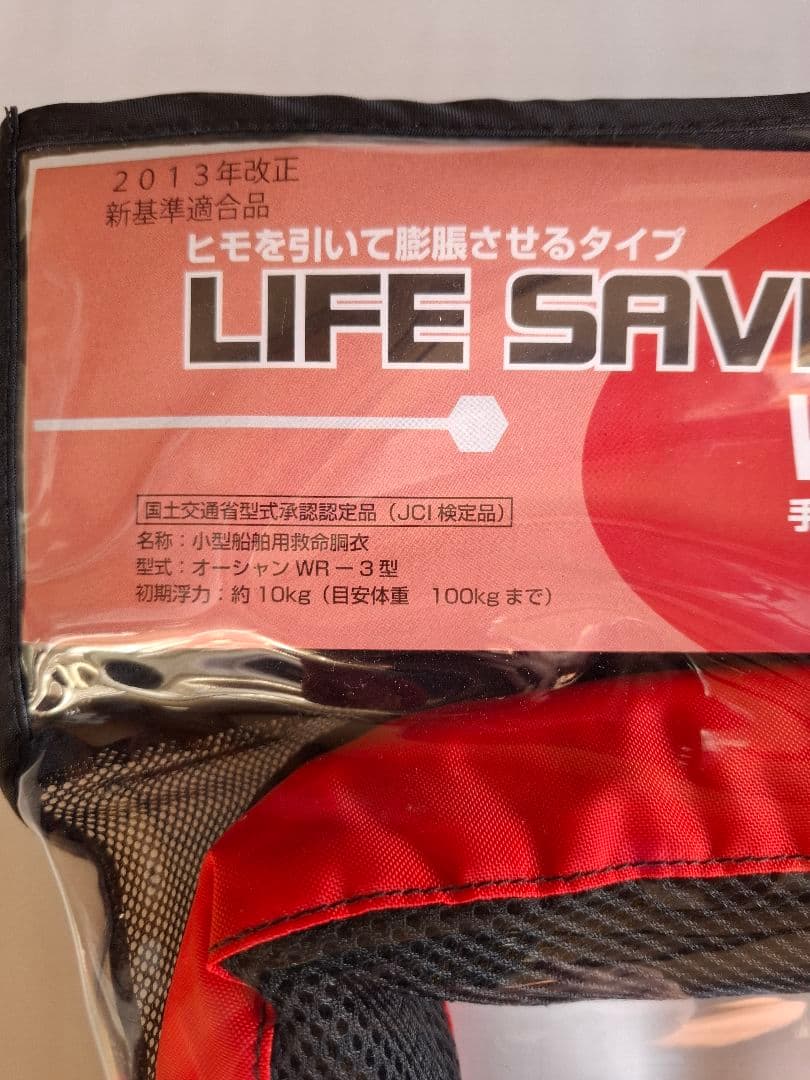 2013年改正
新基準適合品
ヒモを引いて膨脹させるタイプ
LIFE SAV
手
国土交通省型式承認認定品（JCI検定品）
名称：小型船舶用救命胴衣
型式：オーシャンWR－3型
初期浮力：約10kg（目安体重　100kgまで）